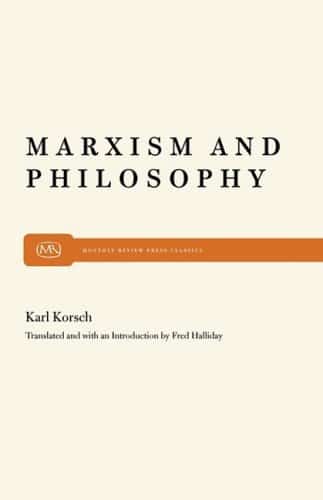 MARXISM AND
PHILOSOPHY
MR
MONTHLY REVIEW PRESS CLASSICS
Karl Korsch
Translated and with an Introduction by Fred Halliday